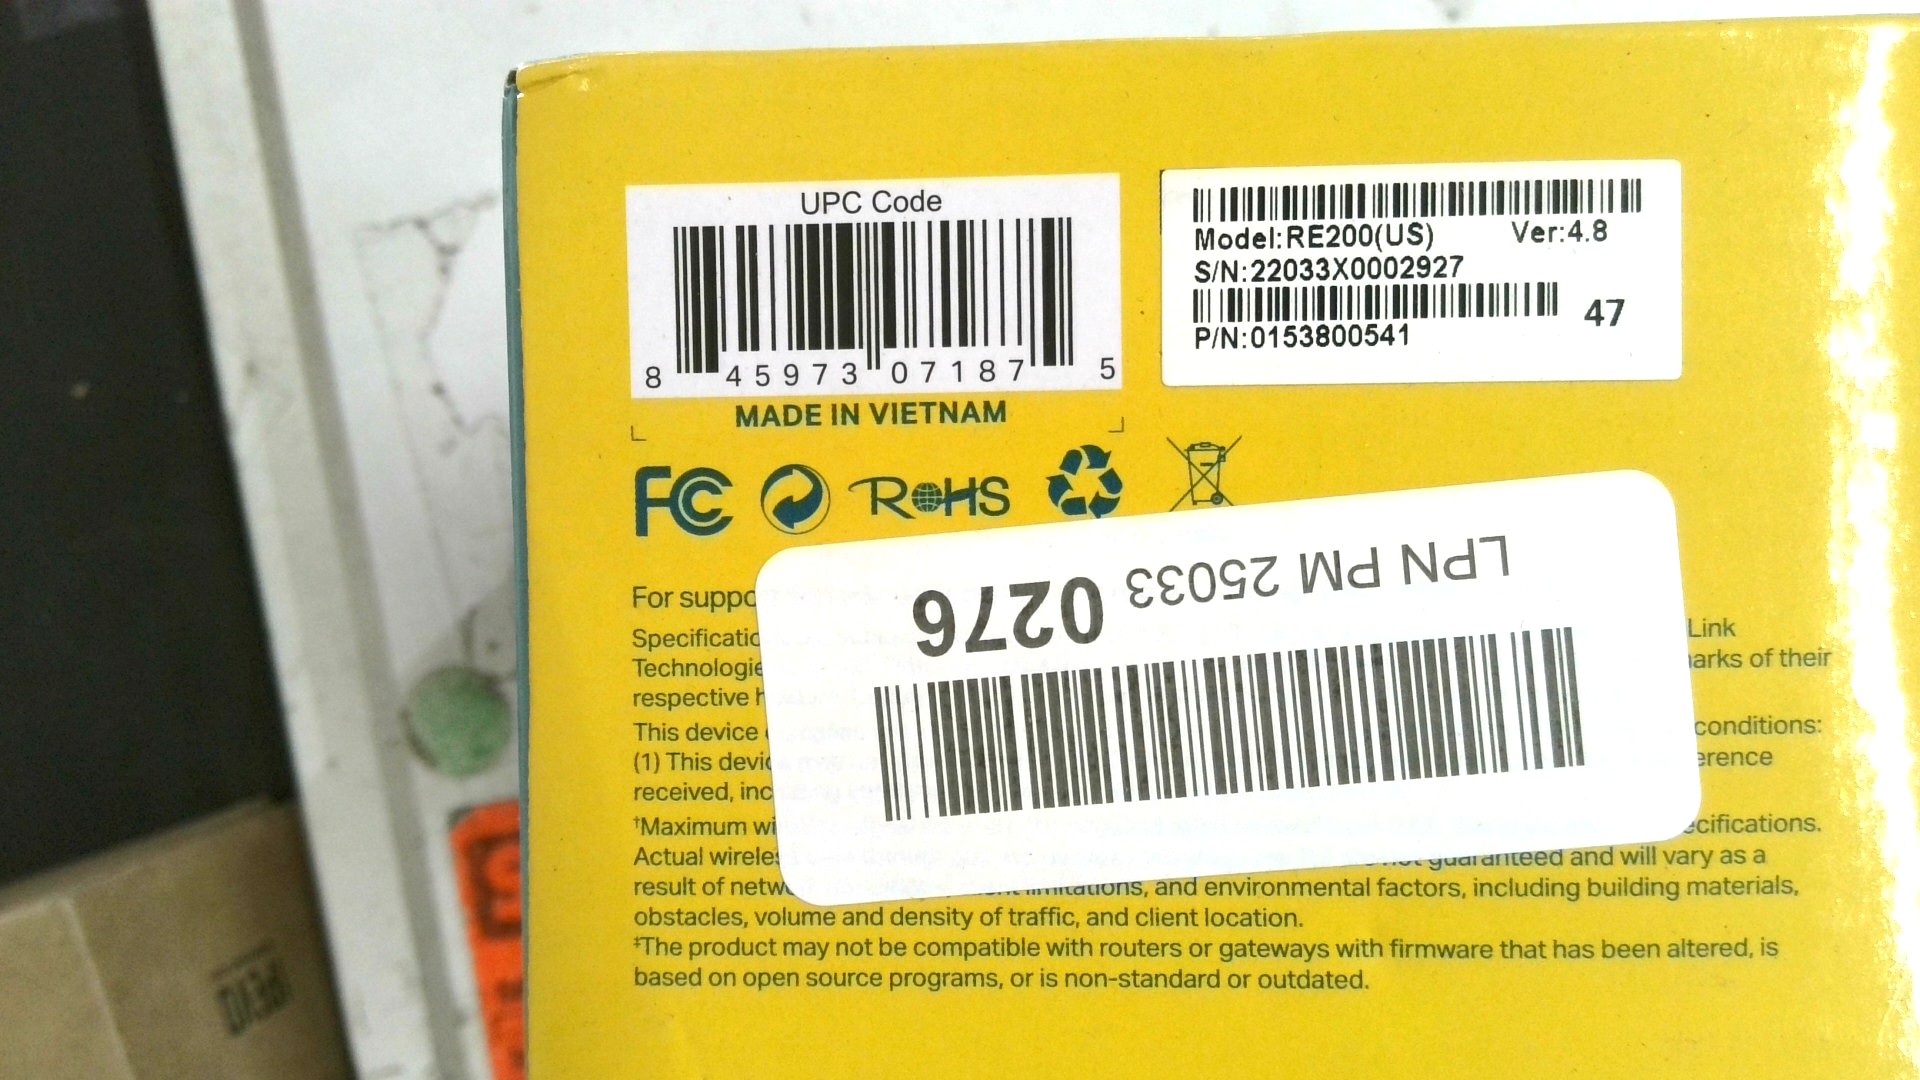 UPC Code
8 45973 07187 5
MADE IN VIETNAM
Model:RE200(US) Ver:4.8
S/N:22033X0002927
47
P/N:0153800541
FC
RoHS
LPN PM 25033 0276
For suppo
Specificatio Link
Technologie arks of their
respective h
This device conditions:
(1) This devic erence
received, inc
†Maximum wi ecifications.
Actual wireles not guaranteed and will vary as a
result of netw limitations, and environmental factors, including building materials,
obstacles, volume and density of traffic, and client location.
‡The product may not be compatible with routers or gateways with firmware that has been altered, is
based on open source programs, or is non-standard or outdated.